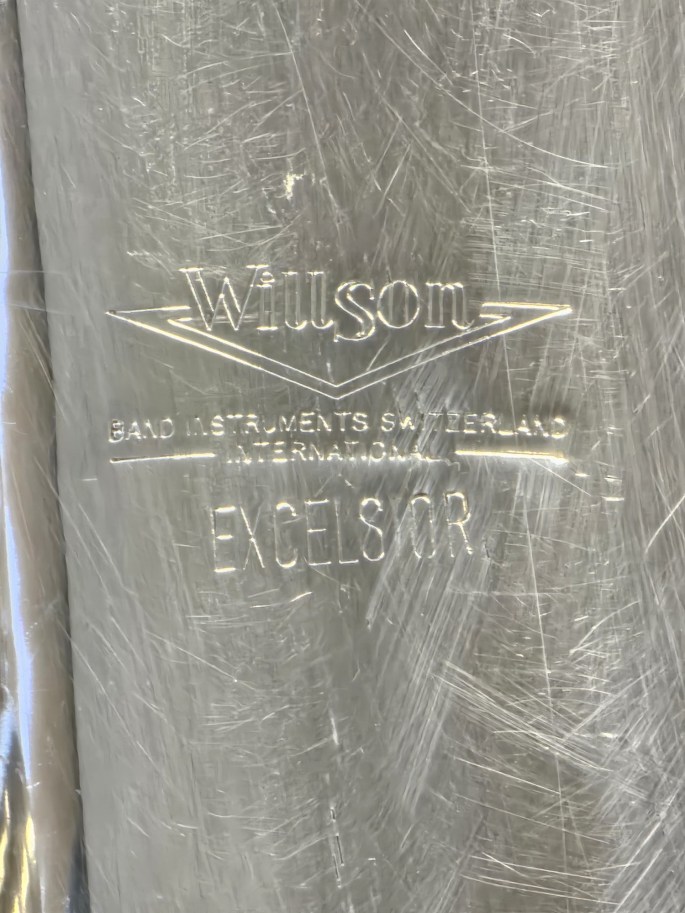 Willson
BAND INSTRUMENTS SWITZERLAND
INTERNATIONAL
EXCELSIOR